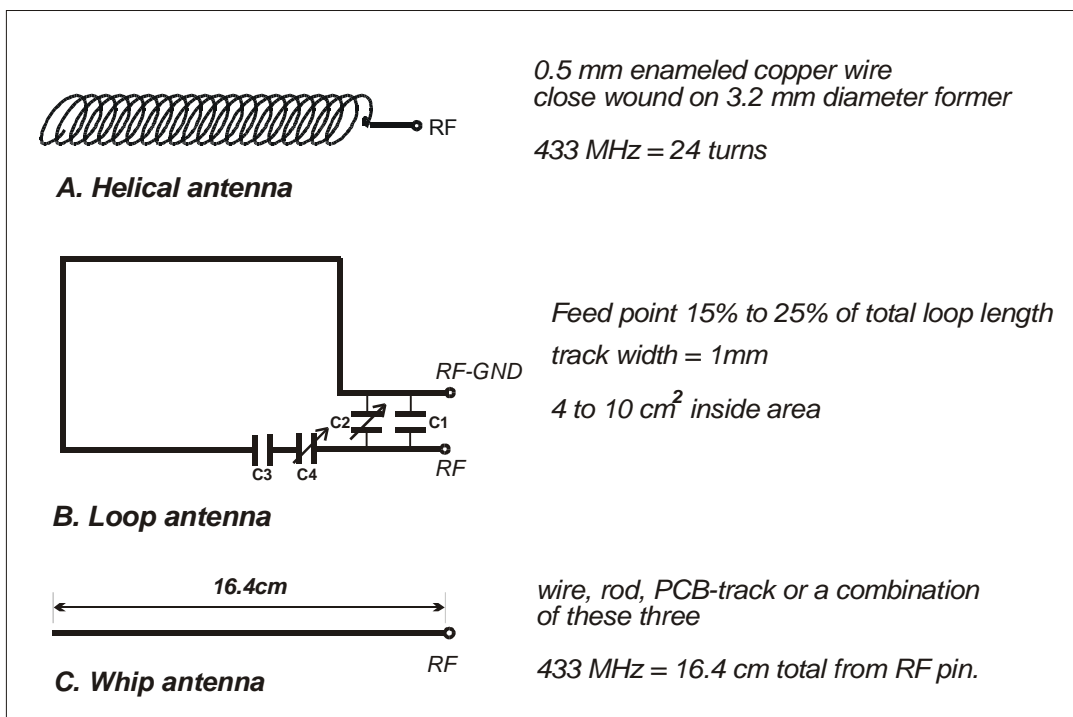 0.5 mm enameled copper wire
close wound on 3.2 mm diameter former
RF
433 MHz = 24 turns
A. Helical antenna
Feed point 15% to 25% of total loop length
track width = 1mm
RF-GND
4 to 10 cm² inside area
C2
C1
RF
C3
C4
B. Loop antenna
16.4cm
wire, rod, PCB-track or a combination
of these three
RF
433 MHz = 16.4 cm total from RF pin.
C. Whip antenna